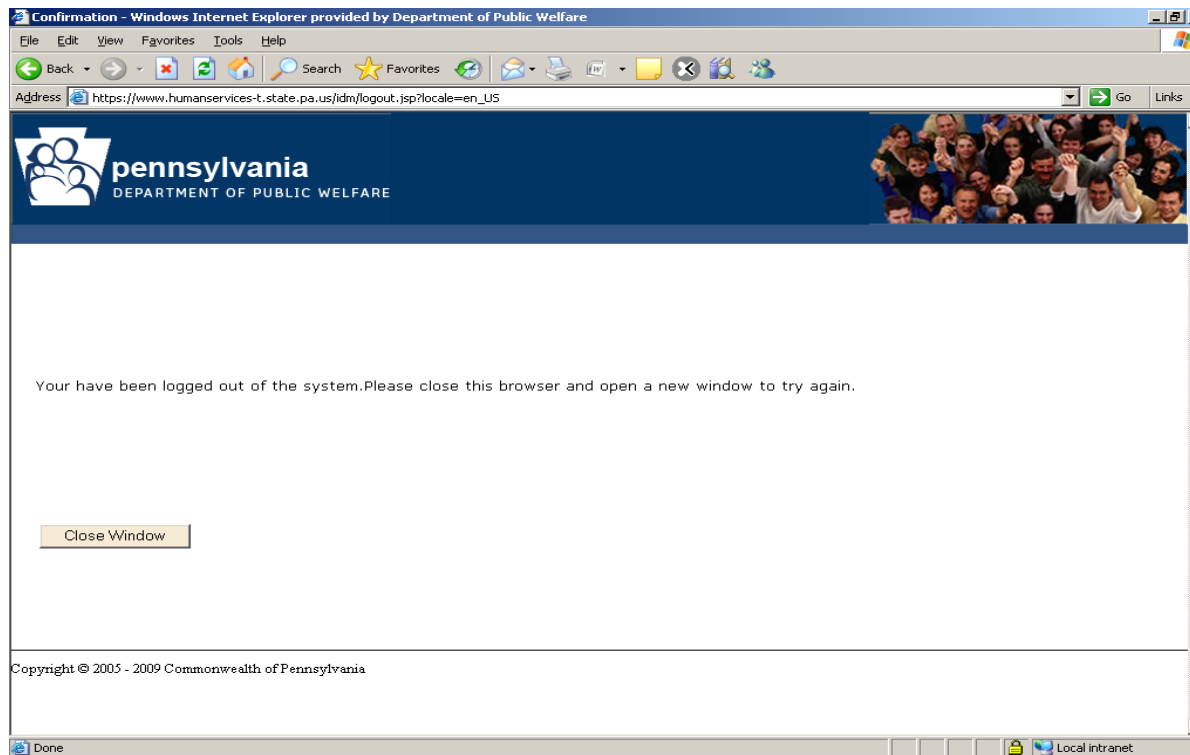 Confirmation - Windows Internet Explorer provided by Department of Public Welfare
File Edit View Favorites Tools Help
Back Search Favorites
Address https://www.humanservices-t.state.pa.us/idm/logout.jsp?locale=en_US Go Links
pennsylvania
DEPARTMENT OF PUBLIC WELFARE
Your have been logged out of the system.Please close this browser and open a new window to try again.
Close Window
Copyright © 2005 - 2009 Commonwealth of Pennsylvania
Done Local intranet